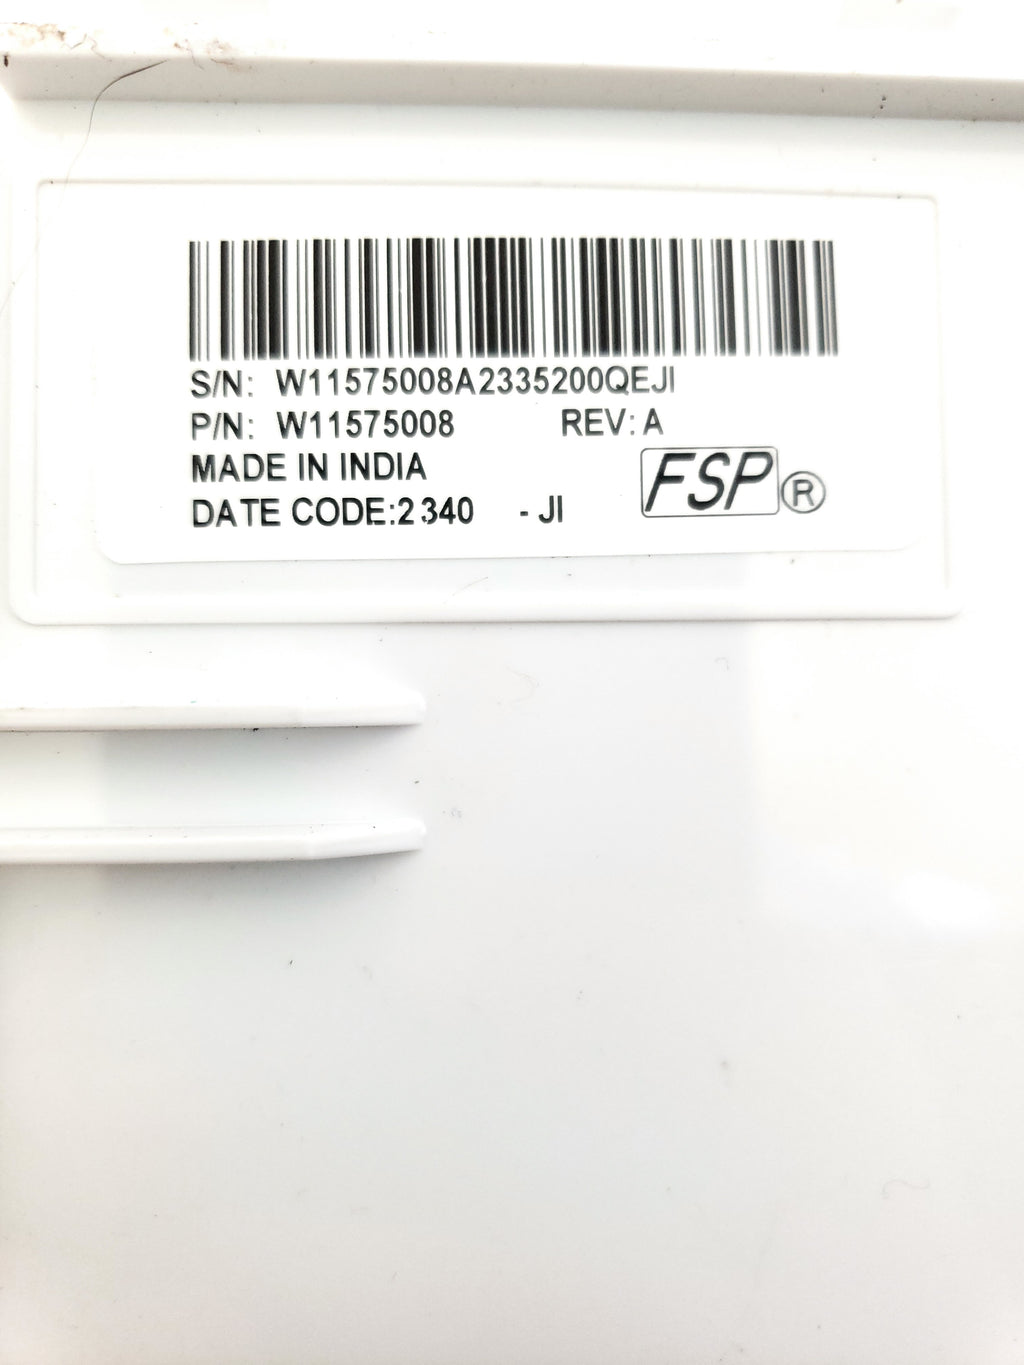 S/N: W11575008A2335200QEJI
P/N: W11575008 REV: A
MADE IN INDIA
DATE CODE:2340 - JI
FSP®